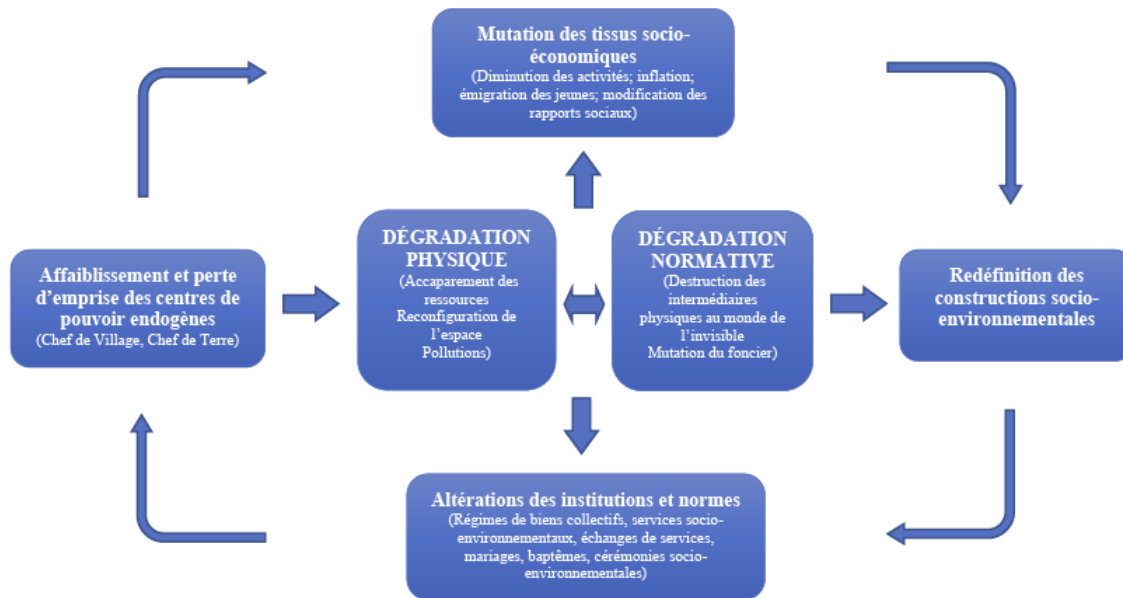 Mutation des tissus socio-
économiques
(Diminution des activités; inflation;
émigration des jeunes; modification des
rapports sociaux)
Affaiblissement et perte
d’emprise des centres de
pouvoir endogènes
(Chef de Village, Chef de Terre)
DÉGRADATION
PHYSIQUE
(Accaparement des
ressources
Reconfiguration de
l’espace
Pollutions)
DÉGRADATION
NORMATIVE
(Destruction des
intermédiaires
physiques au monde de
l’invisible
Mutation du foncier)
Redéfinition des
constructions socio-
environnementales
Altérations des institutions et normes
(Régimes de biens collectifs, services socio-
environnementaux, échanges de services,
mariages, baptêmes, cérémonies socio-
environnementales)